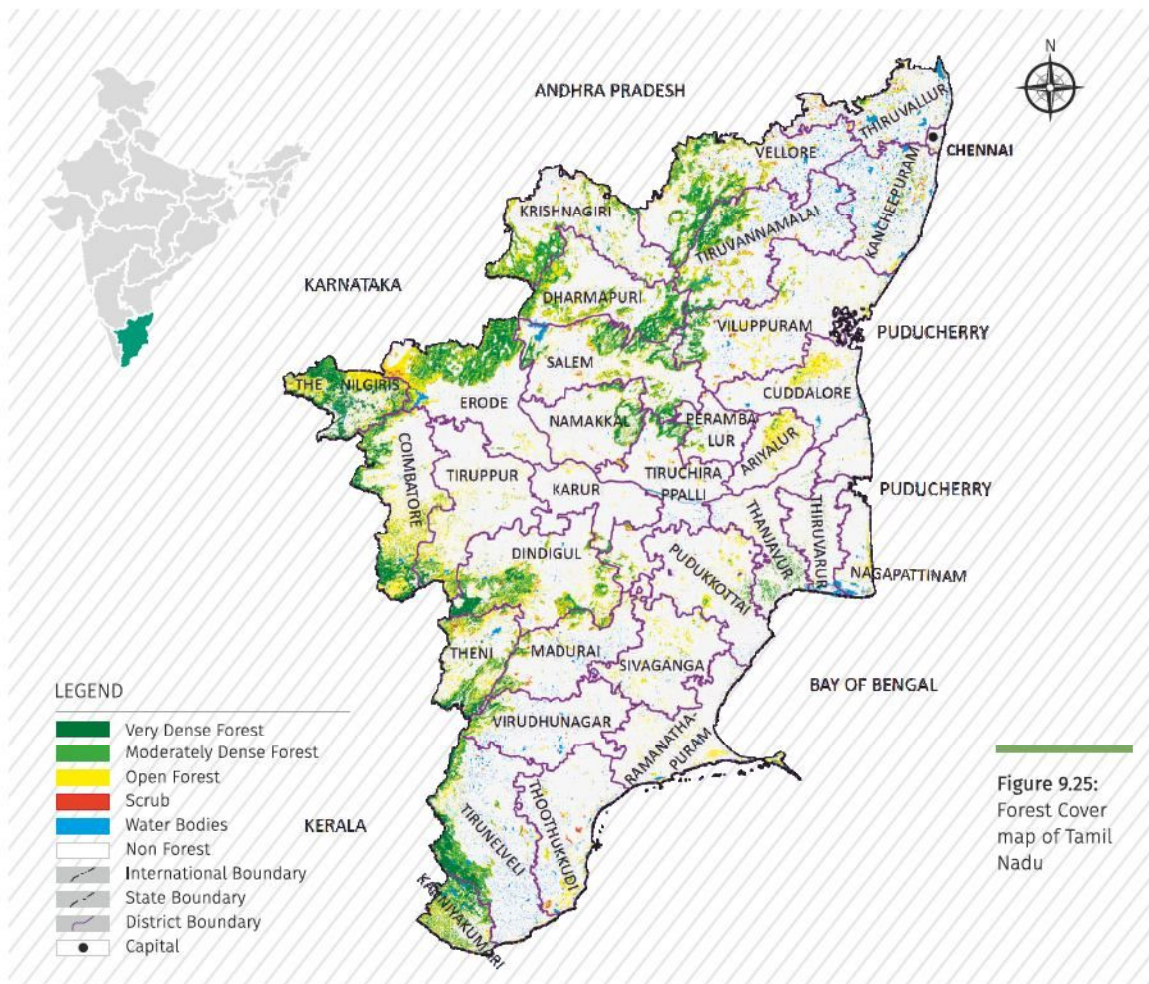 N
ANDHRA PRADESH
THIRUVALLUR
VELLORE
CHENNAI
KANCHEEPURAM
KRISHNAGIRI
TIRUVANNAMALAI
KARNATAKA
DHARMAPURI
VILUPPURAM
PUDUCHERRY
SALEM
THE NILGIRIS
ERODE
CUDDALORE
NAMAKKAL
PERAMBA
LUR
ARIYALUR
COIMBATORE
TIRUPPUR
KARUR
TIRUCHIRA
PPALLI
PUDUCHERRY
THANJAVUR
THIRUVARUR
NAGAPATTINAM
DINDIGUL
PUDUKKOTTAI
THENI
MADURAI
SIVAGANGA
BAY OF BENGAL
VIRUDHUNAGAR
RAMANATHA-
PURAM
KERALA
TIRUNELVELI
THOOTHUKKUDI
KANNIYAKUMARI
LEGEND
Very Dense Forest
Moderately Dense Forest
Open Forest
Scrub
Water Bodies
Non Forest
International Boundary
State Boundary
District Boundary
Capital
Figure 9.25:
Forest Cover
map of Tamil
Nadu